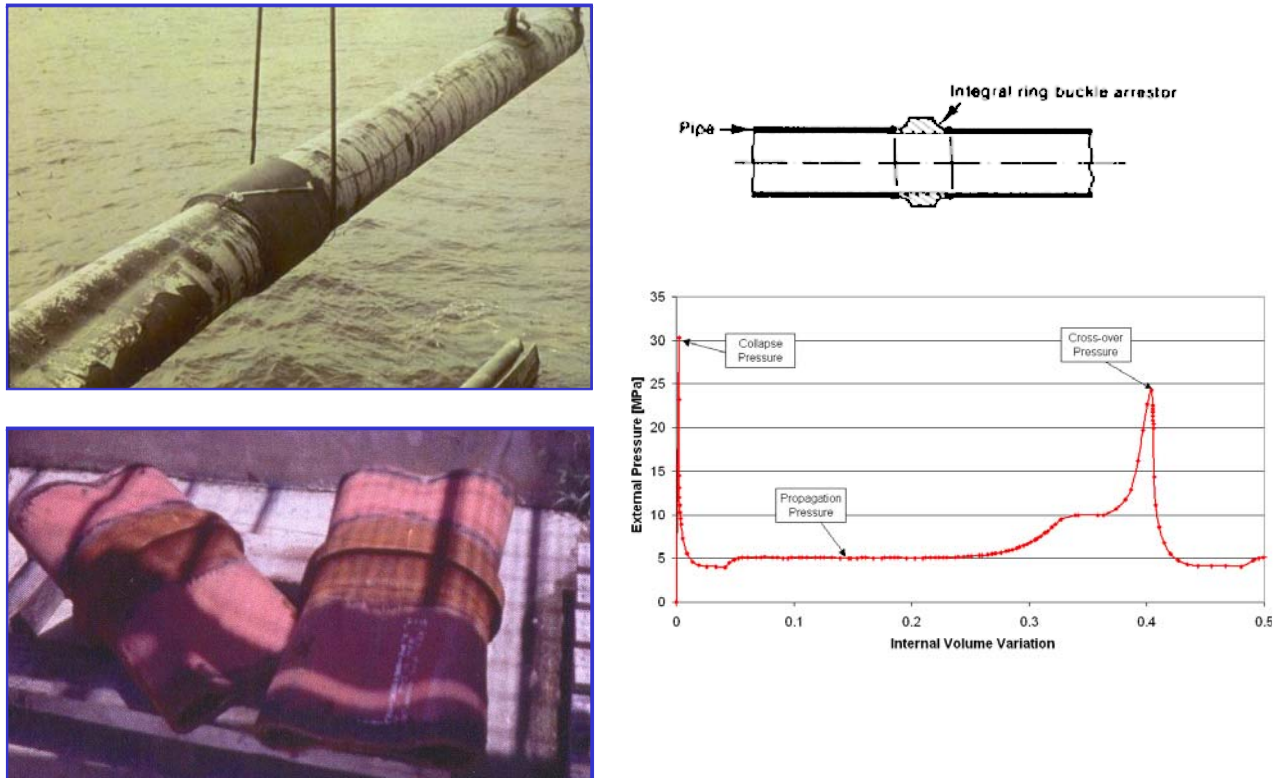 Integral ring buckle arrestor
Pipe
35
30
25
20
15
10
5
0
External Pressure [MPa]
Collapse
Pressure
Cross-over
Pressure
Propagation
Pressure
0
0.1
0.2
0.3
0.4
0.5
Internal Volume Variation